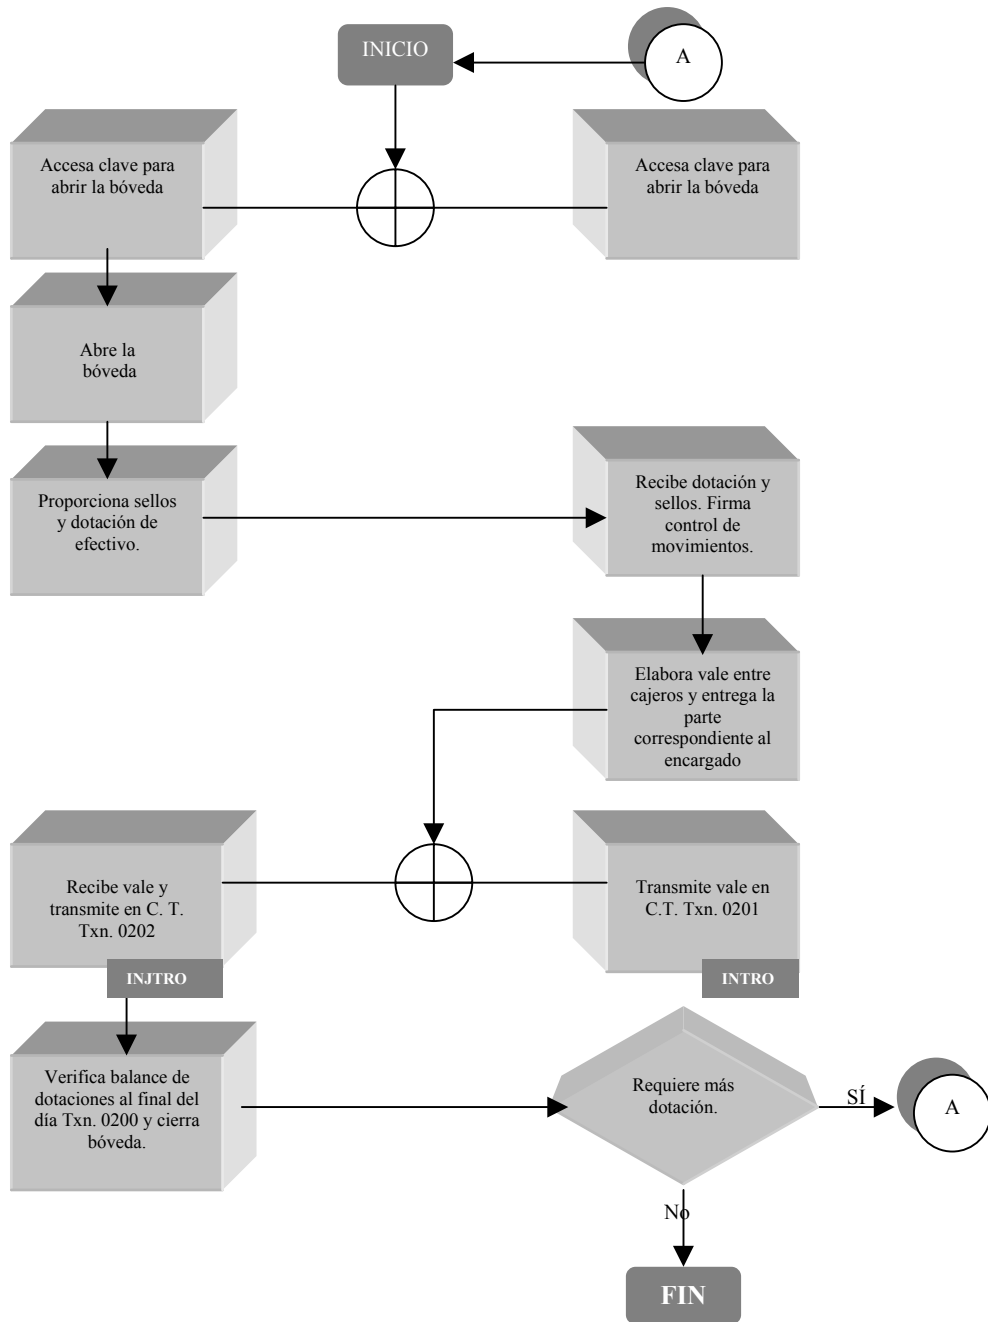 INICIO
A
Accesa clave para
abrir la bóveda
Accesa clave para
abrir la bóveda
Abre la
bóveda
Proporciona sellos
y dotación de
efectivo.
Recibe dotación y
sellos. Firma
control de
movimientos.
Elabora vale entre
cajeros y entrega la
parte
correspondiente al
encargado
Recibe vale y
transmite en C. T.
Txn. 0202
INJTRO
Transmite vale en
C.T. Txn. 0201
INTRO
Verifica balance de
dotaciones al final del
día Txn. 0200 y cierra
bóveda.
Requiere más
dotación.
SÍ
A
No
FIN